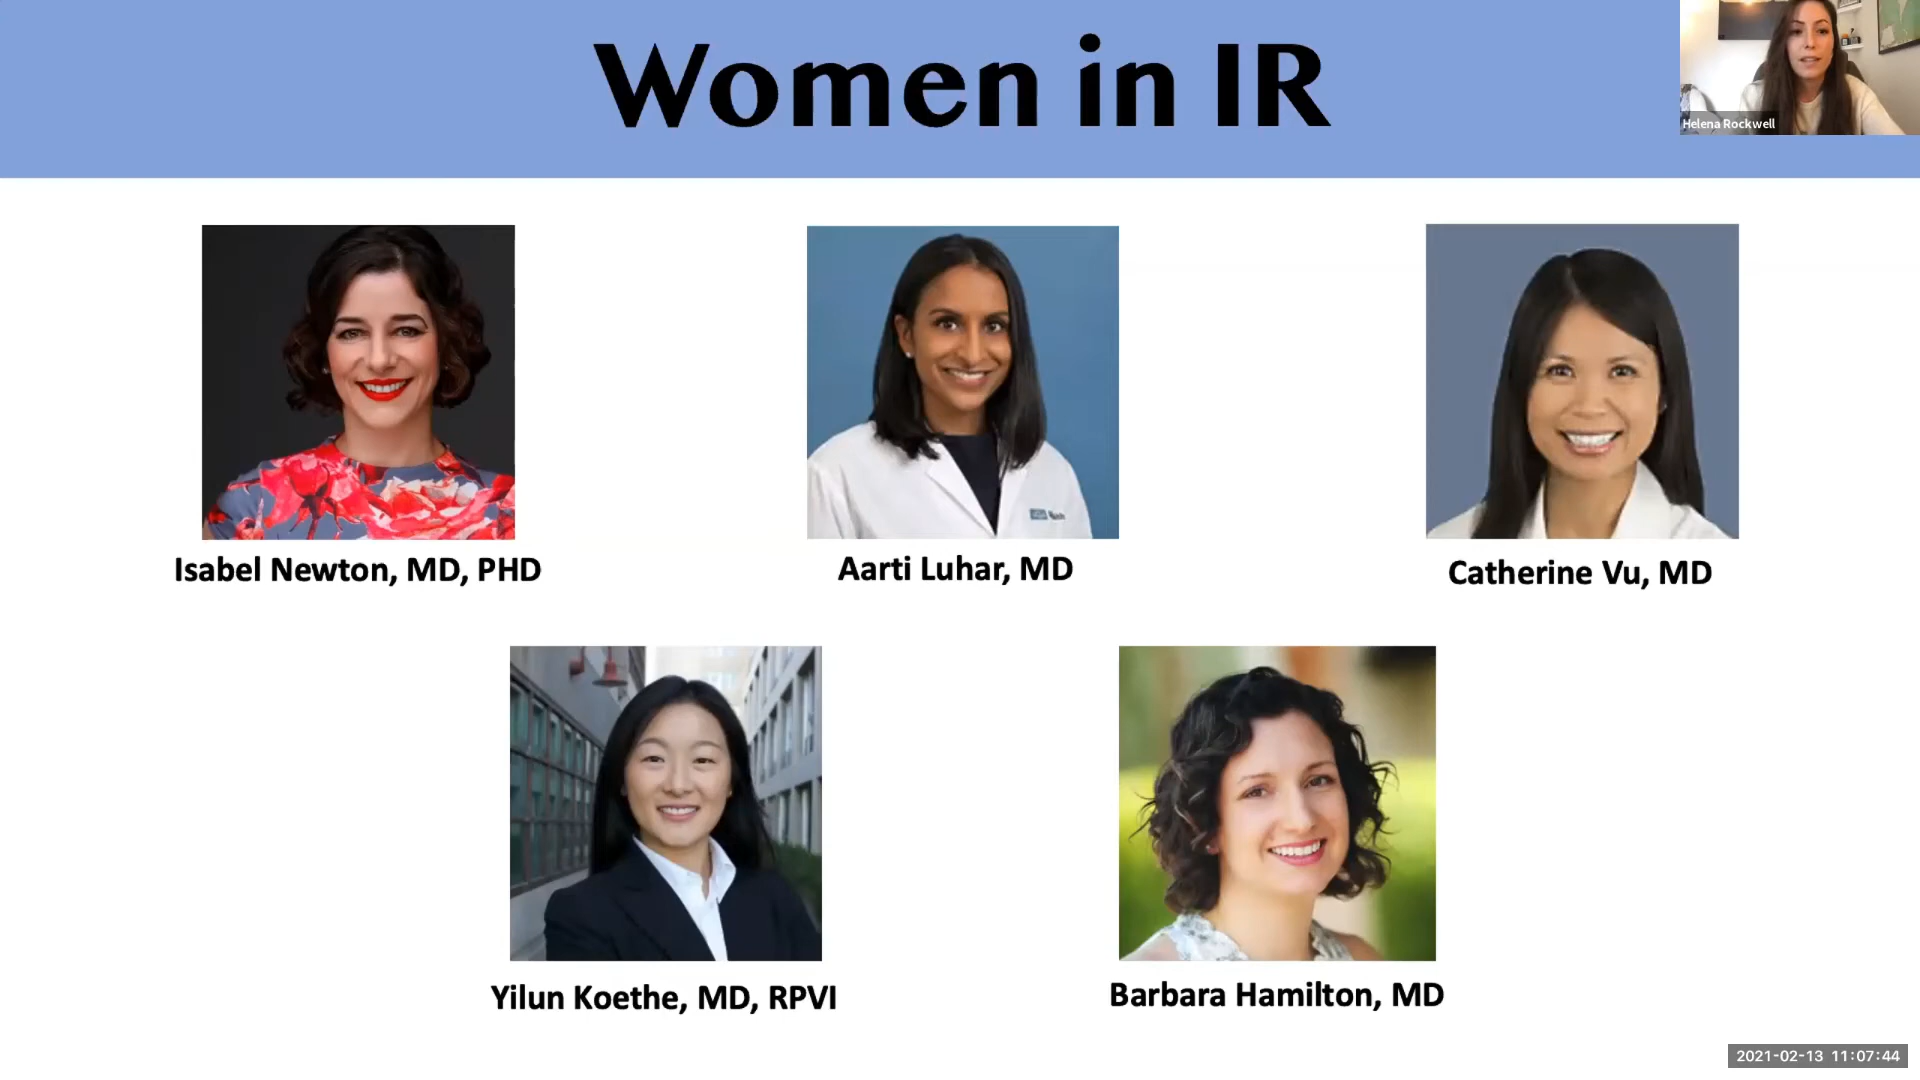 Women in IR
Helena Rockwell
Isabel Newton, MD, PHD
Aarti Luhar, MD
Catherine Vu, MD
Yilun Koethe, MD, RPVI
Barbara Hamilton, MD
2021-02-13 11:07:44